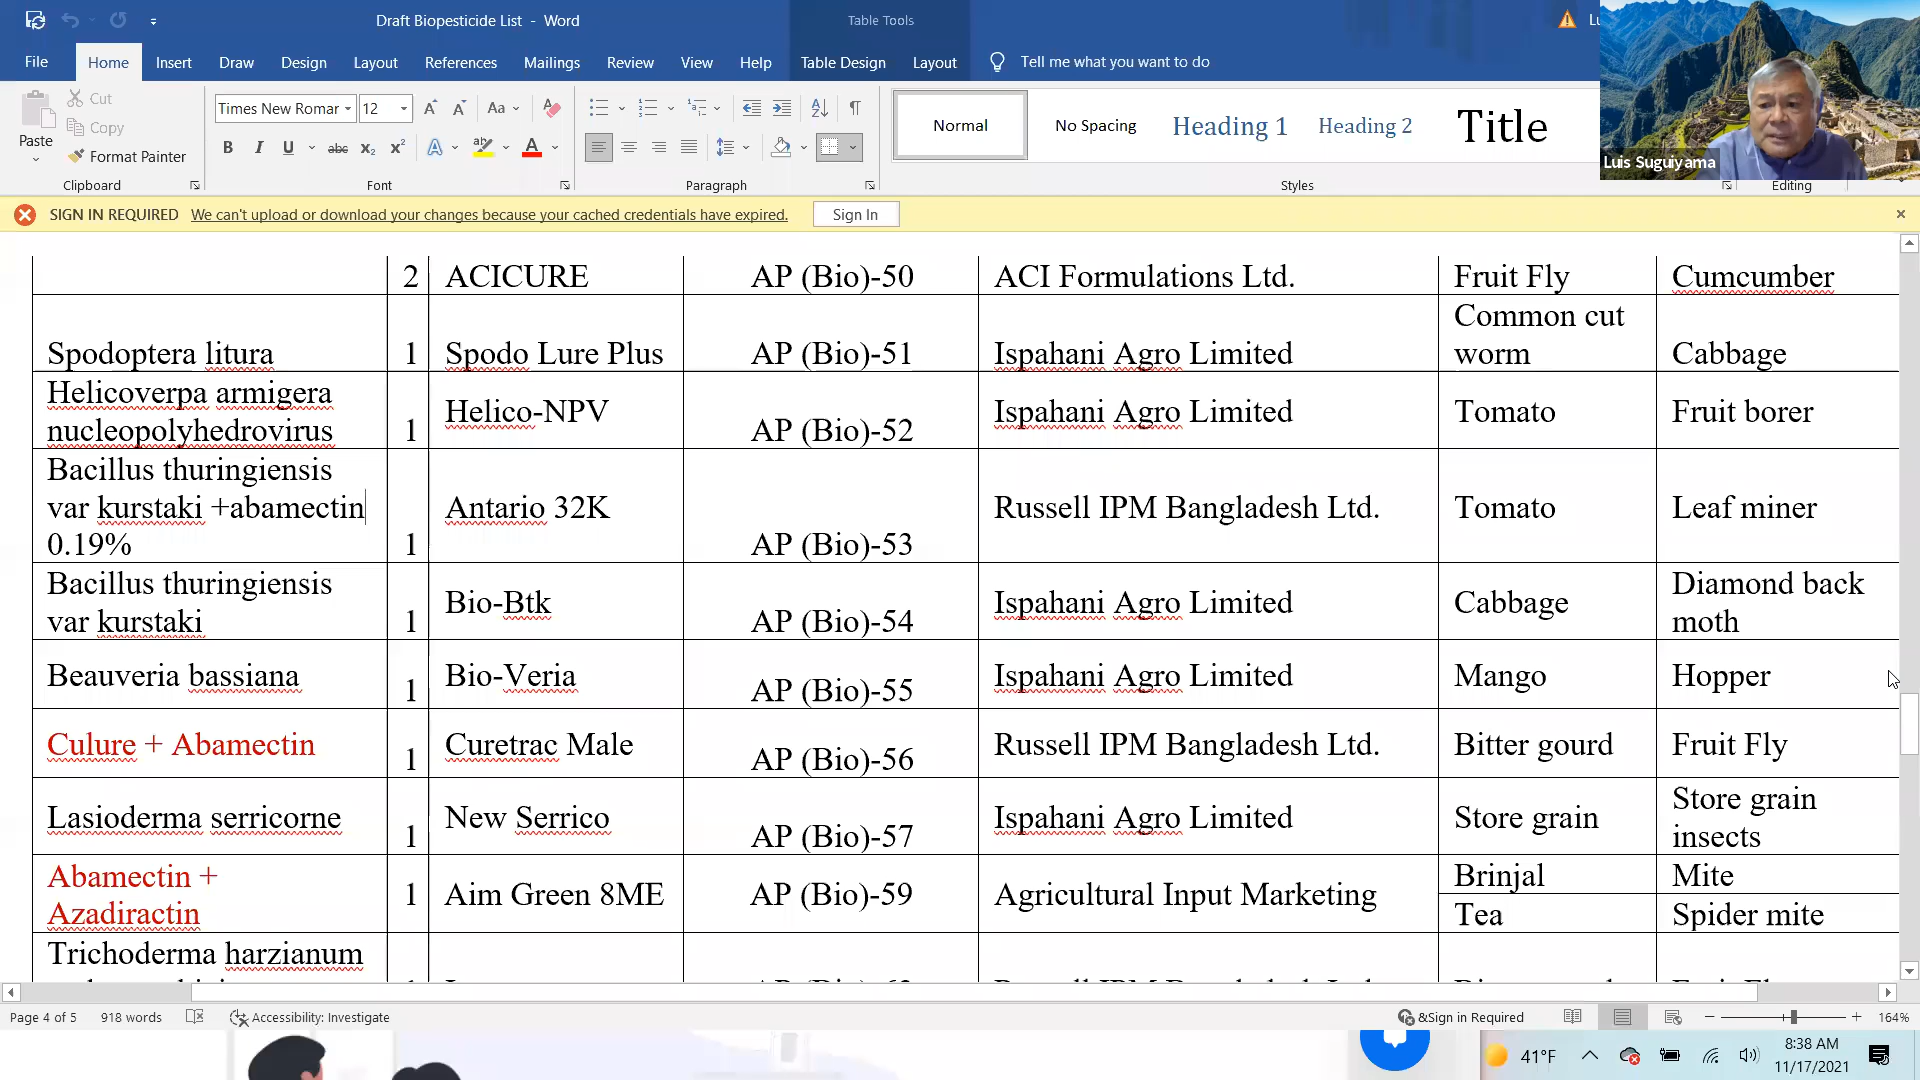 Draft Biopesticide List - Word
Table Tools
File Home Insert Draw Design Layout References Mailings Review View Help Table Design Layout Tell me what you want to do
Cut
Copy
Paste
Format Painter
Times New Romar 12
Normal
No Spacing
Heading 1
Heading 2
Title
Luis Suguiyama
Clipboard Font Paragraph Styles Editing
SIGN IN REQUIRED We can't upload or download your changes because your cached credentials have expired. Sign In
2 ACICURE AP (Bio)-50 ACI Formulations Ltd. Fruit Fly Cumcumber
Spodoptera litura 1 Spodo Lure Plus AP (Bio)-51 Ispahani Agro Limited Common cut
worm Cabbage
Helicoverpa armigera
nucleopolyhedrovirus 1 Helico-NPV AP (Bio)-52 Ispahani Agro Limited Tomato Fruit borer
Bacillus thuringiensis
var kurstaki +abamectin
0.19% 1 Antario 32K AP (Bio)-53 Russell IPM Bangladesh Ltd. Tomato Leaf miner
Bacillus thuringiensis
var kurstaki 1 Bio-Btk AP (Bio)-54 Ispahani Agro Limited Cabbage Diamond back
moth
Beauveria bassiana 1 Bio-Veria AP (Bio)-55 Ispahani Agro Limited Mango Hopper
Culure + Abamectin 1 Curetrac Male AP (Bio)-56 Russell IPM Bangladesh Ltd. Bitter gourd Fruit Fly
Lasioderma serricorne 1 New Serrico AP (Bio)-57 Ispahani Agro Limited Store grain Store grain
insects
Abamectin +
Azadiractin 1 Aim Green 8ME AP (Bio)-59 Agricultural Input Marketing Brinjal Mite
Tea Spider mite
Trichoderma harzianum
Page 4 of 5 918 words Accessibility: Investigate &Sign in Required 164%
41°F 8:38 AM
11/17/2021